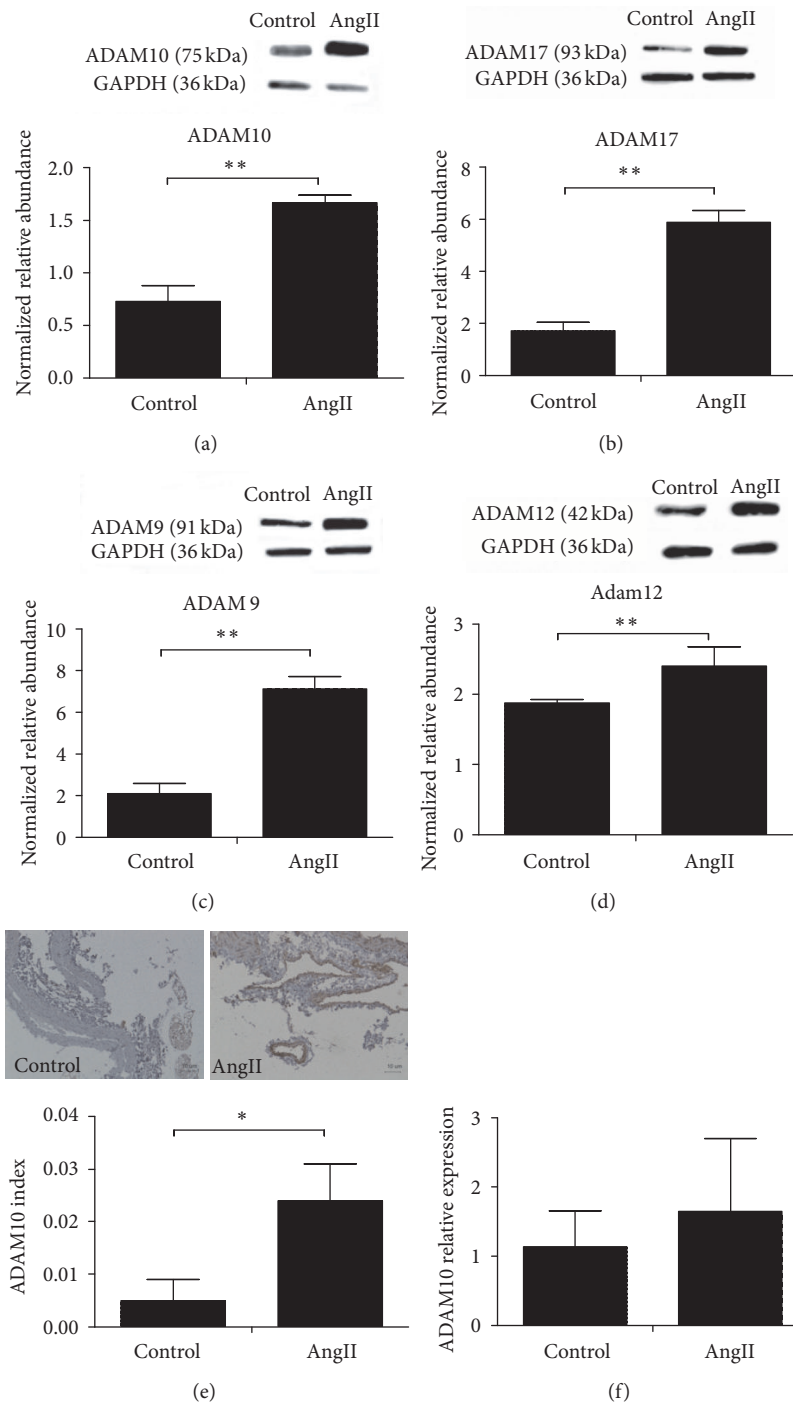 Control AngII
ADAM10 (75 kDa)
GAPDH (36 kDa)
ADAM10
Normalized relative abundance
2.0
1.5
1.0
0.5
0.0
**
Control AngII
(a)
Control AngII
ADAM17 (93 kDa)
GAPDH (36 kDa)
ADAM17
Normalized relative abundance
8
6
4
2
0
**
Control AngII
(b)
Control AngII
ADAM9 (91 kDa)
GAPDH (36 kDa)
ADAM 9
Normalized relative abundance
10
8
6
4
2
0
**
Control AngII
(c)
Control AngII
ADAM12 (42 kDa)
GAPDH (36 kDa)
Adam12
Normalized relative abundance
3
2
1
0
**
Control AngII
(d)
Control
AngII
10 µm
ADAM10 index
0.04
0.03
0.02
0.01
0.00
*
Control AngII
(e)
ADAM10 relative expression
3
2
1
0
Control AngII
(f)